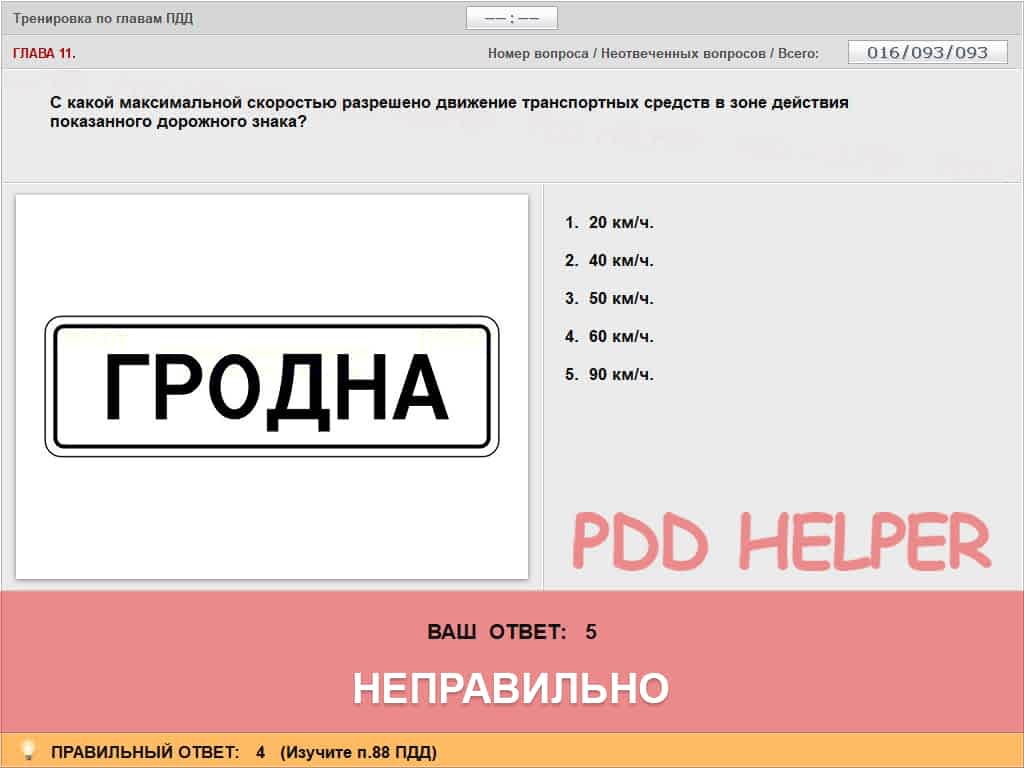 Тренировка по главам ПДД
—— : ——
ГЛАВА 11.
Номер вопроса / Неотвеченных вопросов / Всего: 016/093/093
С какой максимальной скоростью разрешено движение транспортных средств в зоне действия
показанного дорожного знака?
ГРОДНА
1. 20 км/ч.
2. 40 км/ч.
3. 50 км/ч.
4. 60 км/ч.
5. 90 км/ч.
PDD HELPER
ВАШ ОТВЕТ: 5
НЕПРАВИЛЬНО
ПРАВИЛЬНЫЙ ОТВЕТ: 4 (Изучите п.88 ПДД)